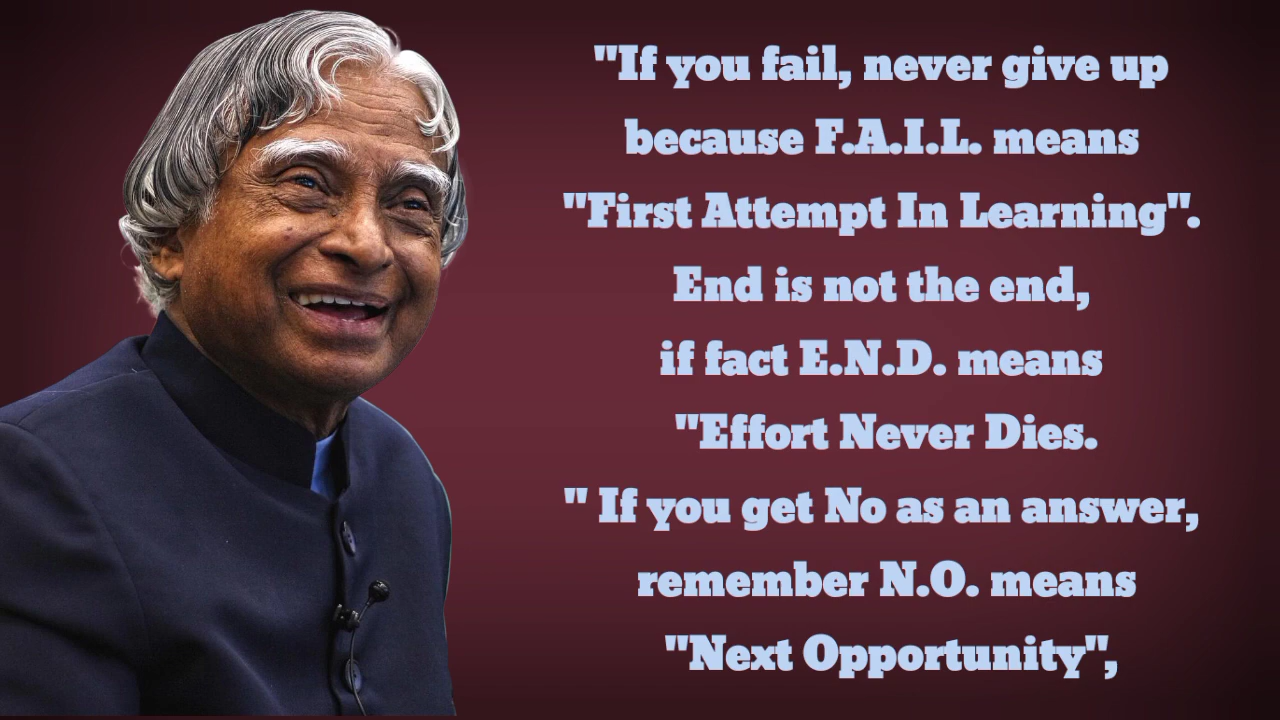 "If you fail, never give up
because F.A.I.L. means
"First Attempt In Learning".
End is not the end,
if fact E.N.D. means
"Effort Never Dies.
" If you get No as an answer,
remember N.O. means
"Next Opportunity",